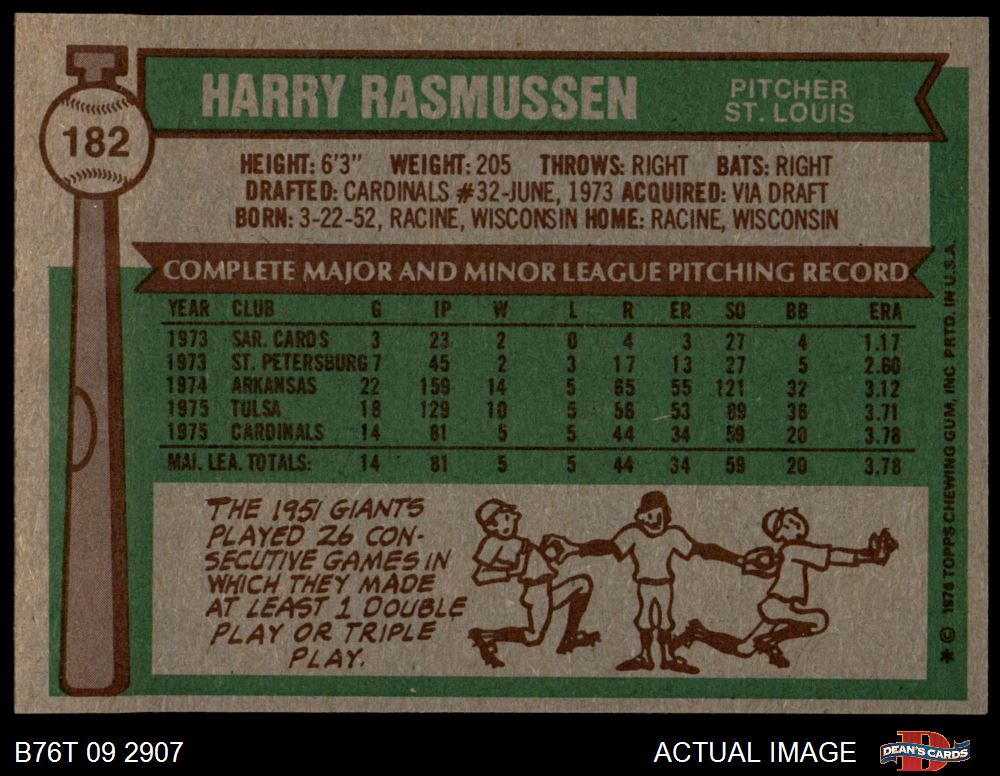 182
HARRY RASMUSSEN
PITCHER
ST. LOUIS
HEIGHT: 6'3" WEIGHT: 205 THROWS: RIGHT BATS: RIGHT
DRAFTED: CARDINALS #32-JUNE, 1973 ACQUIRED: VIA DRAFT
BORN: 3-22-52, RACINE, WISCONSIN HOME: RACINE, WISCONSIN
COMPLETE MAJOR AND MINOR LEAGUE PITCHING RECORD
YEAR CLUB G IP W L R ER SO BB ERA
1973 SAR. CARDS 3 23 2 0 4 3 27 4 1.17
1973 ST. PETERSBURG 7 45 2 3 17 13 27 5 2.60
1974 ARKANSAS 22 159 14 5 65 55 121 32 3.12
1975 TULSA 18 129 10 5 56 53 89 36 3.71
1975 CARDINALS 14 81 5 5 44 34 59 20 3.78
MAJ. LEA. TOTALS: 14 81 5 5 44 34 59 20 3.78
THE 1951 GIANTS
PLAYED 26 CON-
SECUTIVE GAMES IN
WHICH THEY MADE
AT LEAST 1 DOUBLE
PLAY OR TRIPLE
PLAY.
* © 1976 TOPPS CHEWING GUM, INC PRTD. IN U.S.A.
B76T 09 2907
ACTUAL IMAGE
DEAN'S CARDS